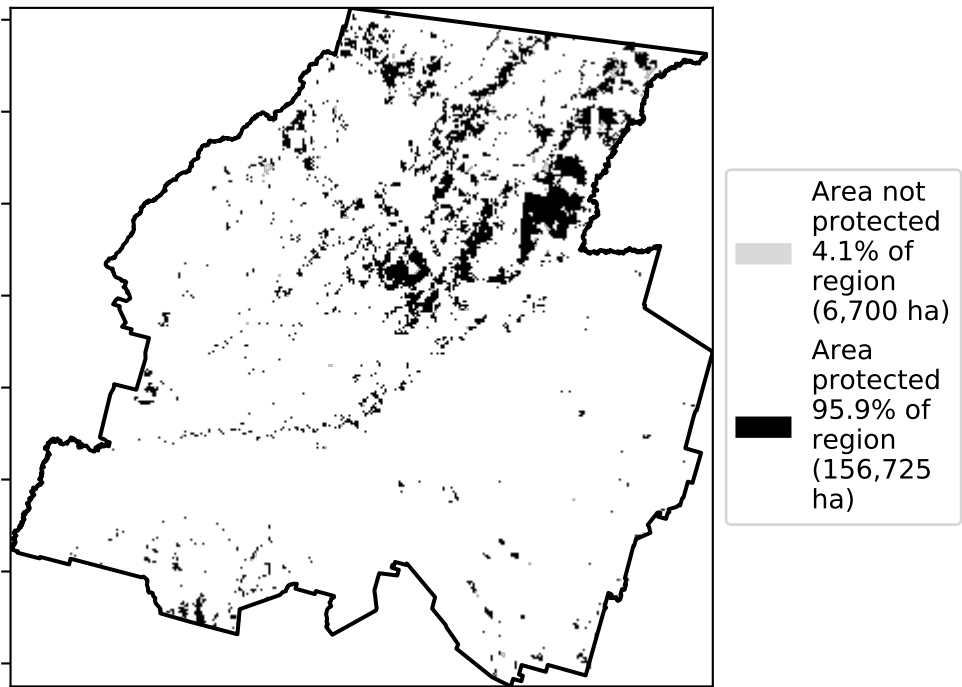 Area not
protected
4.1% of
region
(6,700 ha)
Area
protected
95.9% of
region
(156,725
ha)